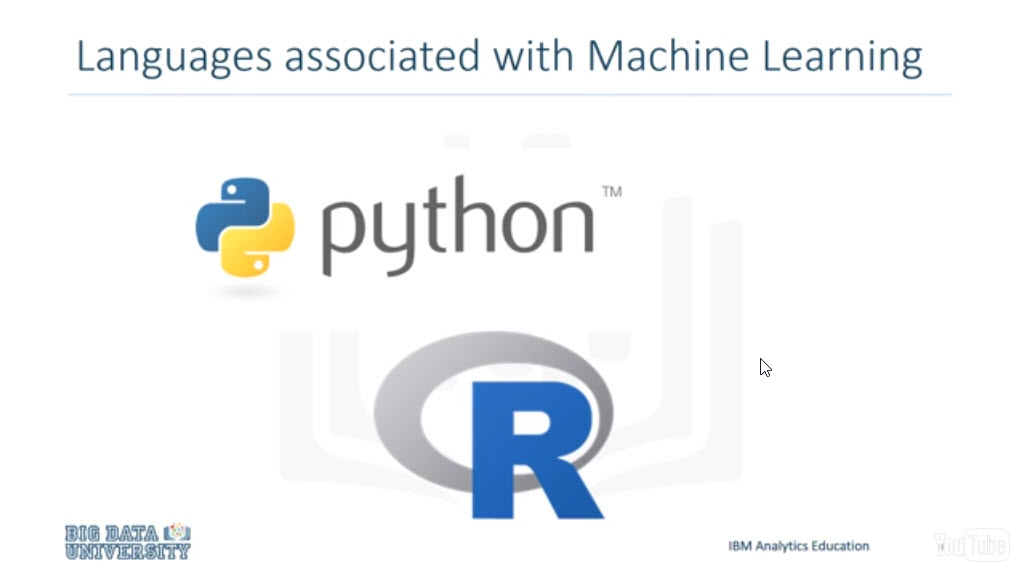 Languages associated with Machine Learning
python™
R
BIG DATA
UNIVERSITY
IBM Analytics Education
YouTube